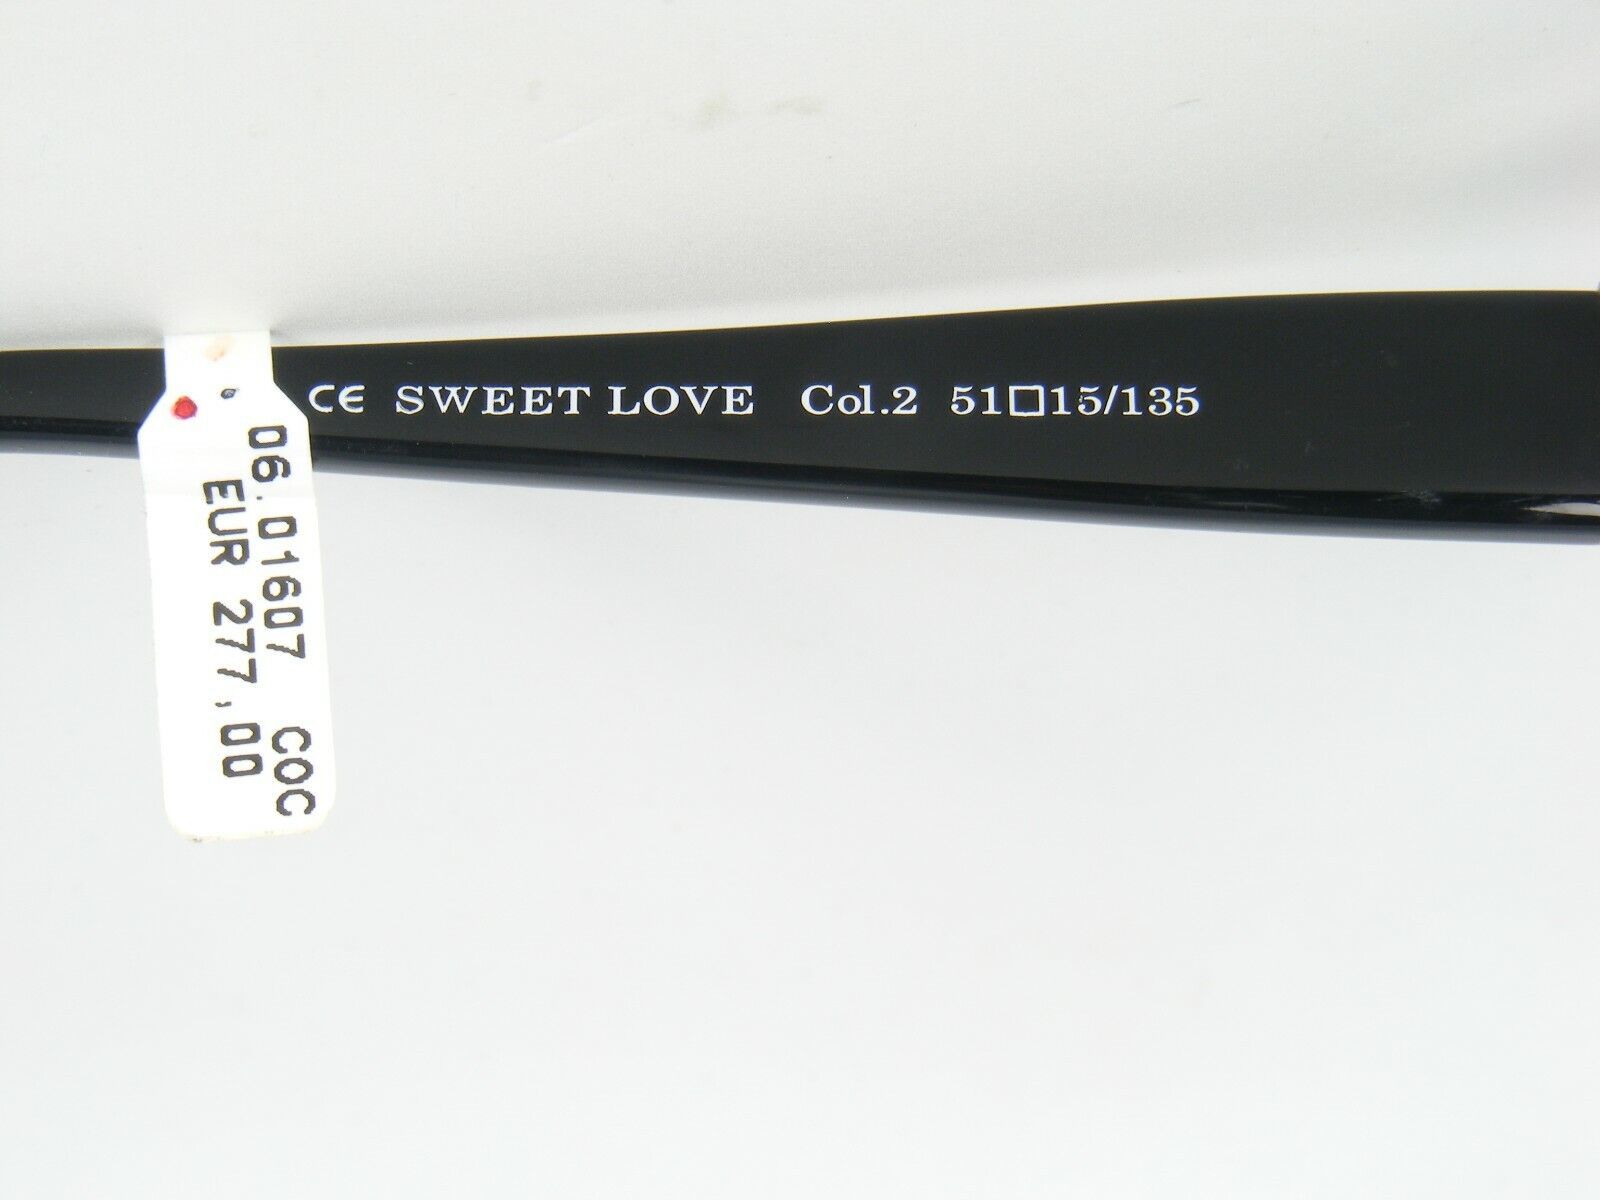 CE SWEET LOVE Col.2 51□15/135
06.01607 COC
EUR 277,00